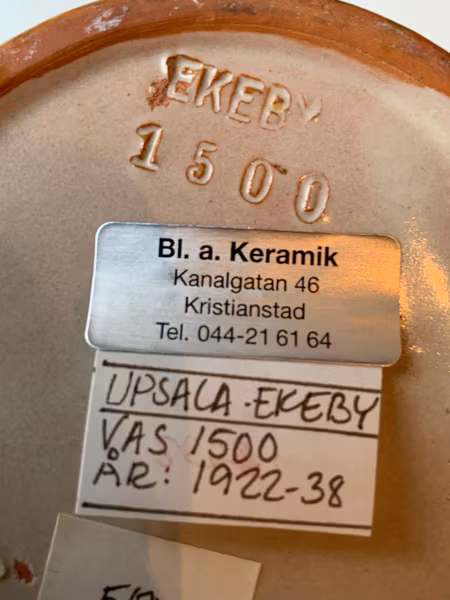 EKEBY
1500
Bl. a. Keramik
Kanalgatan 46
Kristianstad
Tel. 044-21 61 64
UPSALA-EKEBY
VAS 1500
ÅR: 1922-38